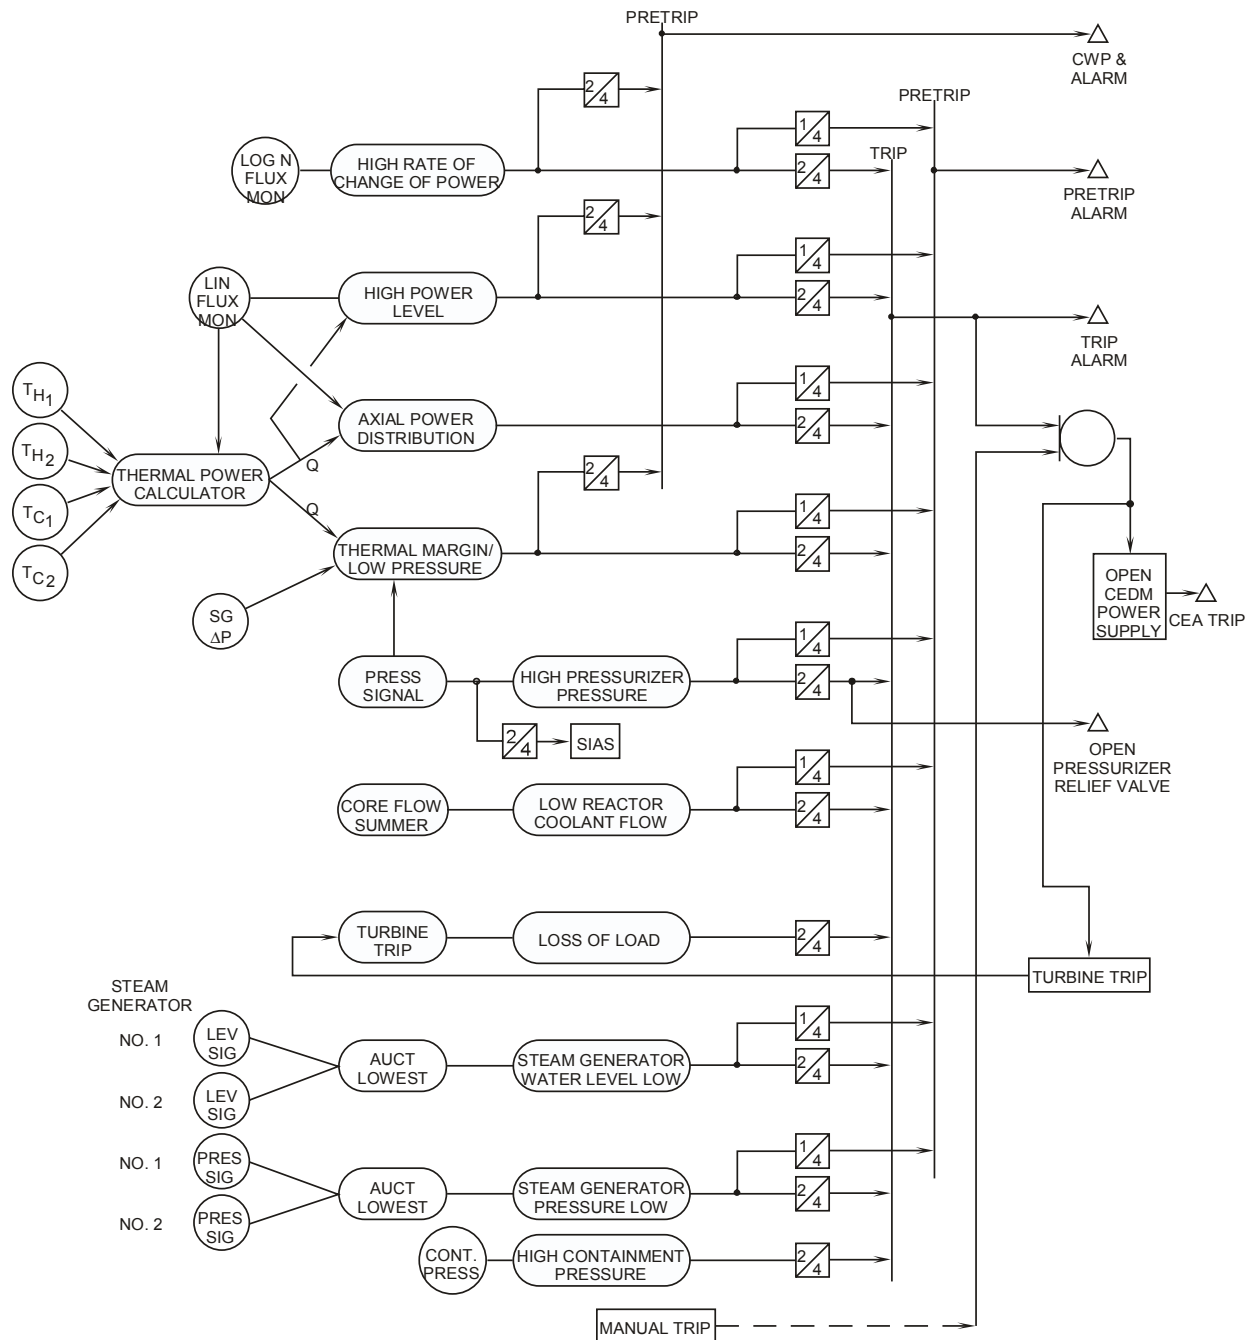 PRETRIP
CWP &
ALARM
2/4
PRETRIP
1/4
LOG N
FLUX
MON
HIGH RATE OF
CHANGE OF POWER
2/4
TRIP
PRETRIP
ALARM
2/4
1/4
LIN
FLUX
MON
HIGH POWER
LEVEL
2/4
TRIP
ALARM
TH1
1/4
AXIAL POWER
DISTRIBUTION
2/4
TH2
Q
THERMAL POWER
CALCULATOR
2/4
TC1
Q
1/4
THERMAL MARGIN/
LOW PRESSURE
2/4
TC2
OPEN
CEDM
POWER
SUPPLY
CEA TRIP
SG
ΔP
1/4
PRESS
SIGNAL
HIGH PRESSURIZER
PRESSURE
2/4
2/4
SIAS
OPEN
PRESSURIZER
RELIEF VALVE
1/4
CORE FLOW
SUMMER
LOW REACTOR
COOLANT FLOW
2/4
TURBINE
TRIP
LOSS OF LOAD
2/4
TURBINE TRIP
STEAM
GENERATOR
1/4
NO. 1
LEV
SIG
AUCT
LOWEST
STEAM GENERATOR
WATER LEVEL LOW
2/4
NO. 2
LEV
SIG
1/4
NO. 1
PRES
SIG
AUCT
LOWEST
STEAM GENERATOR
PRESSURE LOW
2/4
NO. 2
PRES
SIG
CONT.
PRESS
HIGH CONTAINMENT
PRESSURE
2/4
MANUAL TRIP